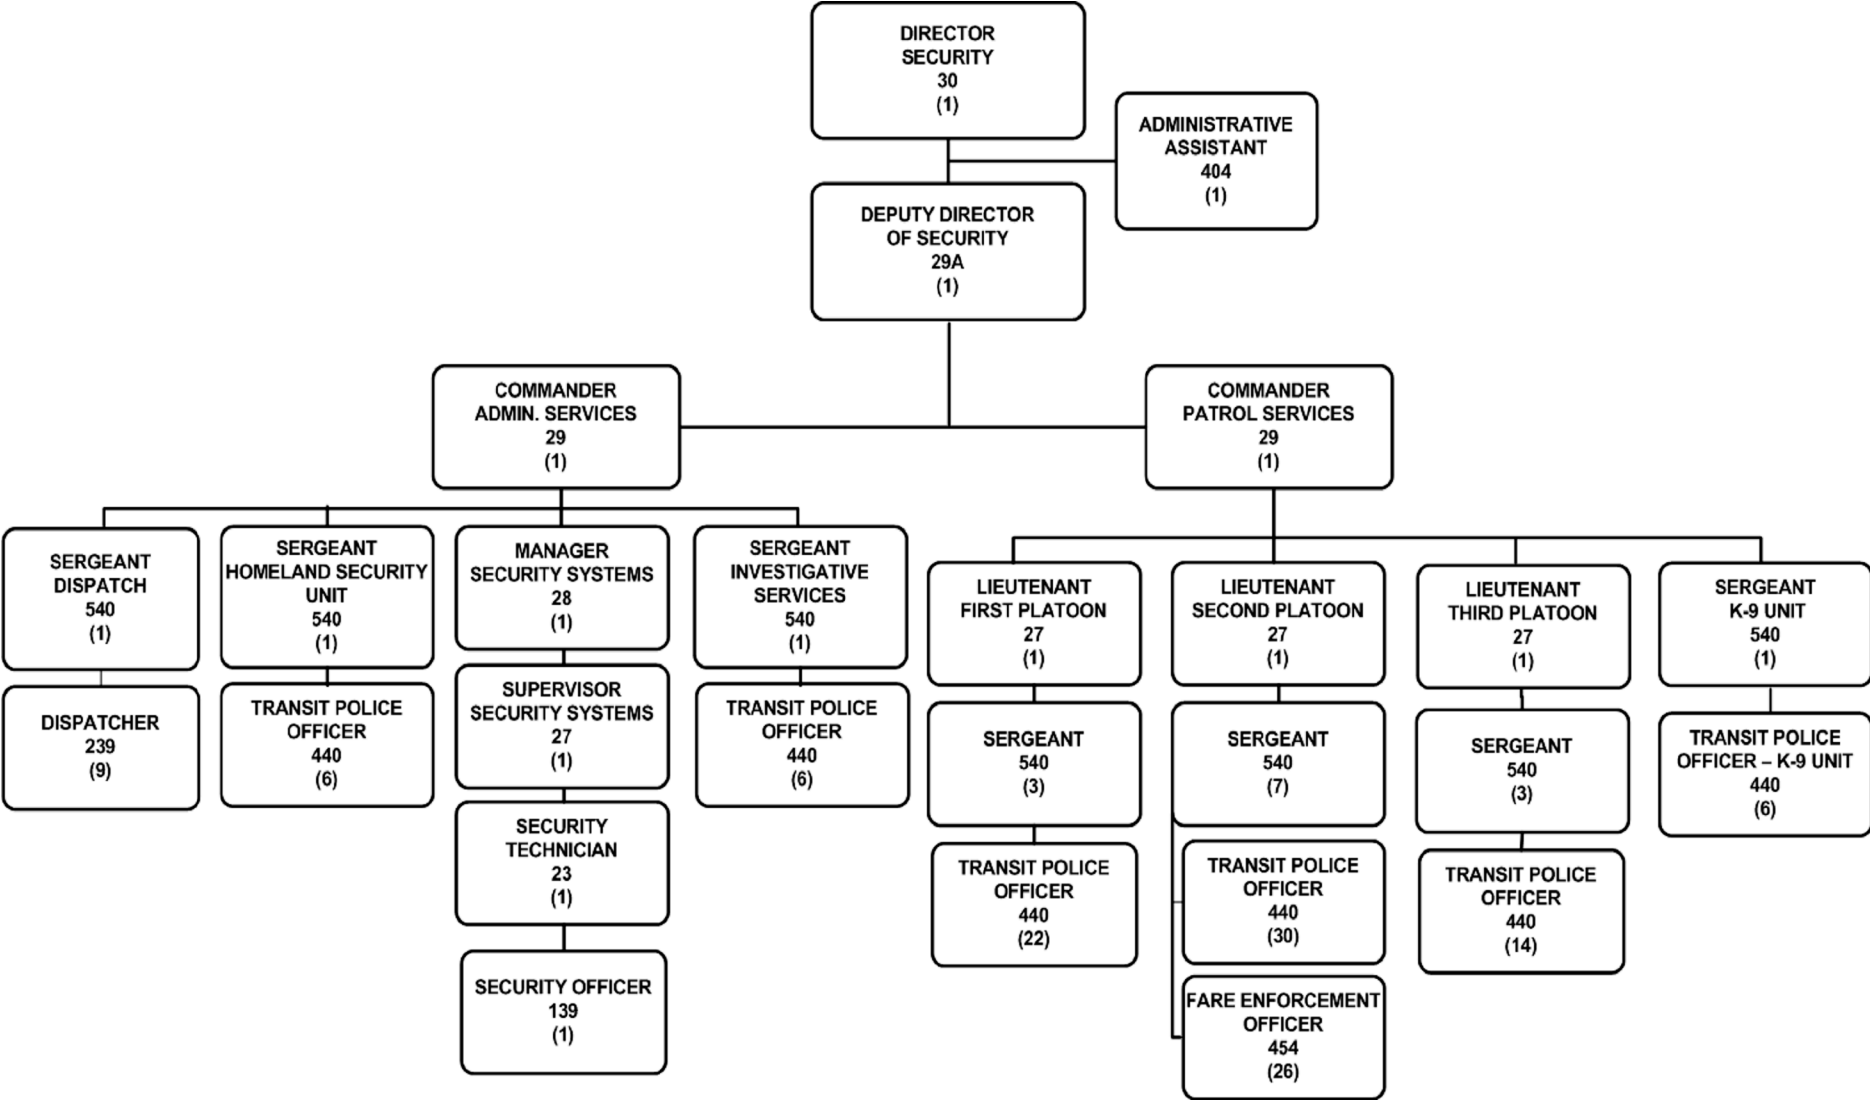 DIRECTOR
SECURITY
30
(1)
ADMINISTRATIVE
ASSISTANT
404
(1)
DEPUTY DIRECTOR
OF SECURITY
29A
(1)
COMMANDER
ADMIN. SERVICES
29
(1)
COMMANDER
PATROL SERVICES
29
(1)
SERGEANT
DISPATCH
540
(1)
SERGEANT
HOMELAND SECURITY
UNIT
540
(1)
MANAGER
SECURITY SYSTEMS
28
(1)
SERGEANT
INVESTIGATIVE
SERVICES
540
(1)
LIEUTENANT
FIRST PLATOON
27
(1)
LIEUTENANT
SECOND PLATOON
27
(1)
LIEUTENANT
THIRD PLATOON
27
(1)
SERGEANT
K-9 UNIT
540
(1)
DISPATCHER
239
(9)
TRANSIT POLICE
OFFICER
440
(6)
SUPERVISOR
SECURITY SYSTEMS
27
(1)
TRANSIT POLICE
OFFICER
440
(6)
SERGEANT
540
(3)
SERGEANT
540
(7)
SERGEANT
540
(3)
TRANSIT POLICE
OFFICER – K-9 UNIT
440
(6)
SECURITY
TECHNICIAN
23
(1)
TRANSIT POLICE
OFFICER
440
(22)
TRANSIT POLICE
OFFICER
440
(30)
TRANSIT POLICE
OFFICER
440
(14)
SECURITY OFFICER
139
(1)
FARE ENFORCEMENT
OFFICER
454
(26)